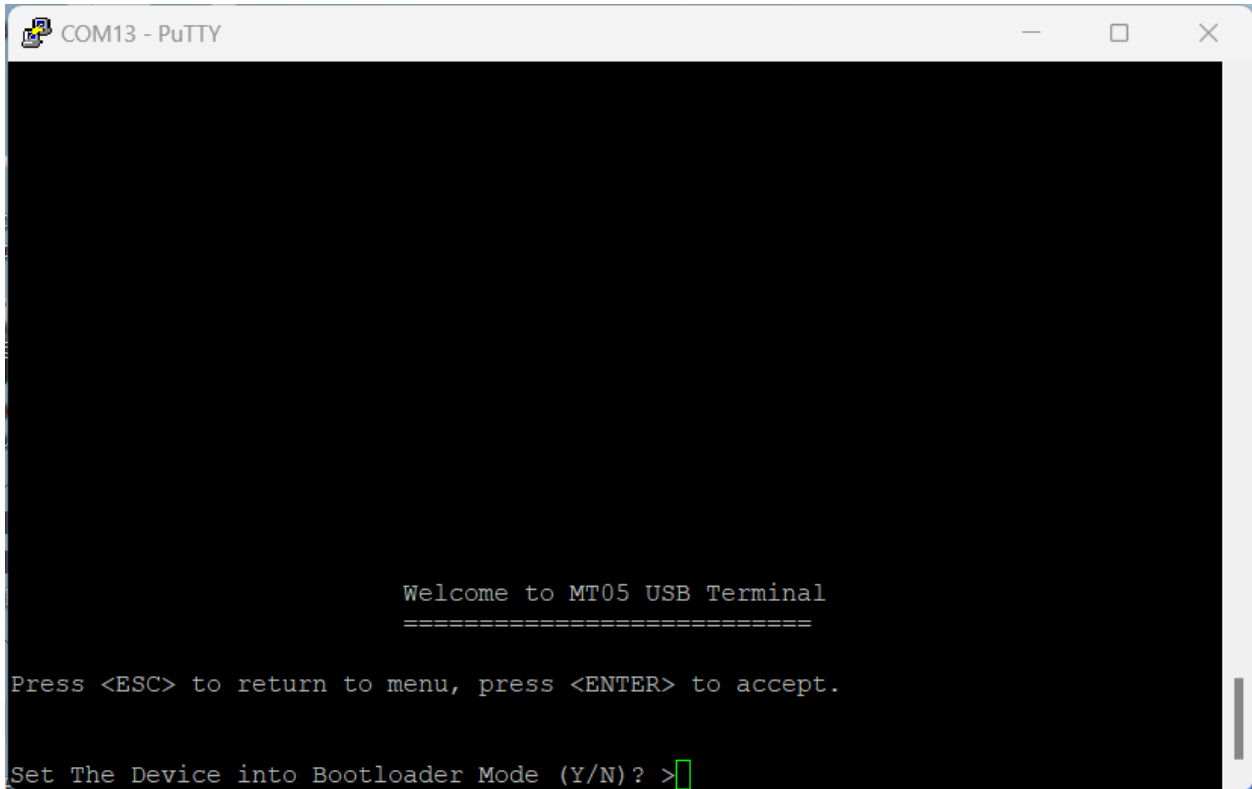 COM13 - PuTTY
Welcome to MT05 USB Terminal
===========================
Press <ESC> to return to menu, press <ENTER> to accept.
Set The Device into Bootloader Mode (Y/N)? >